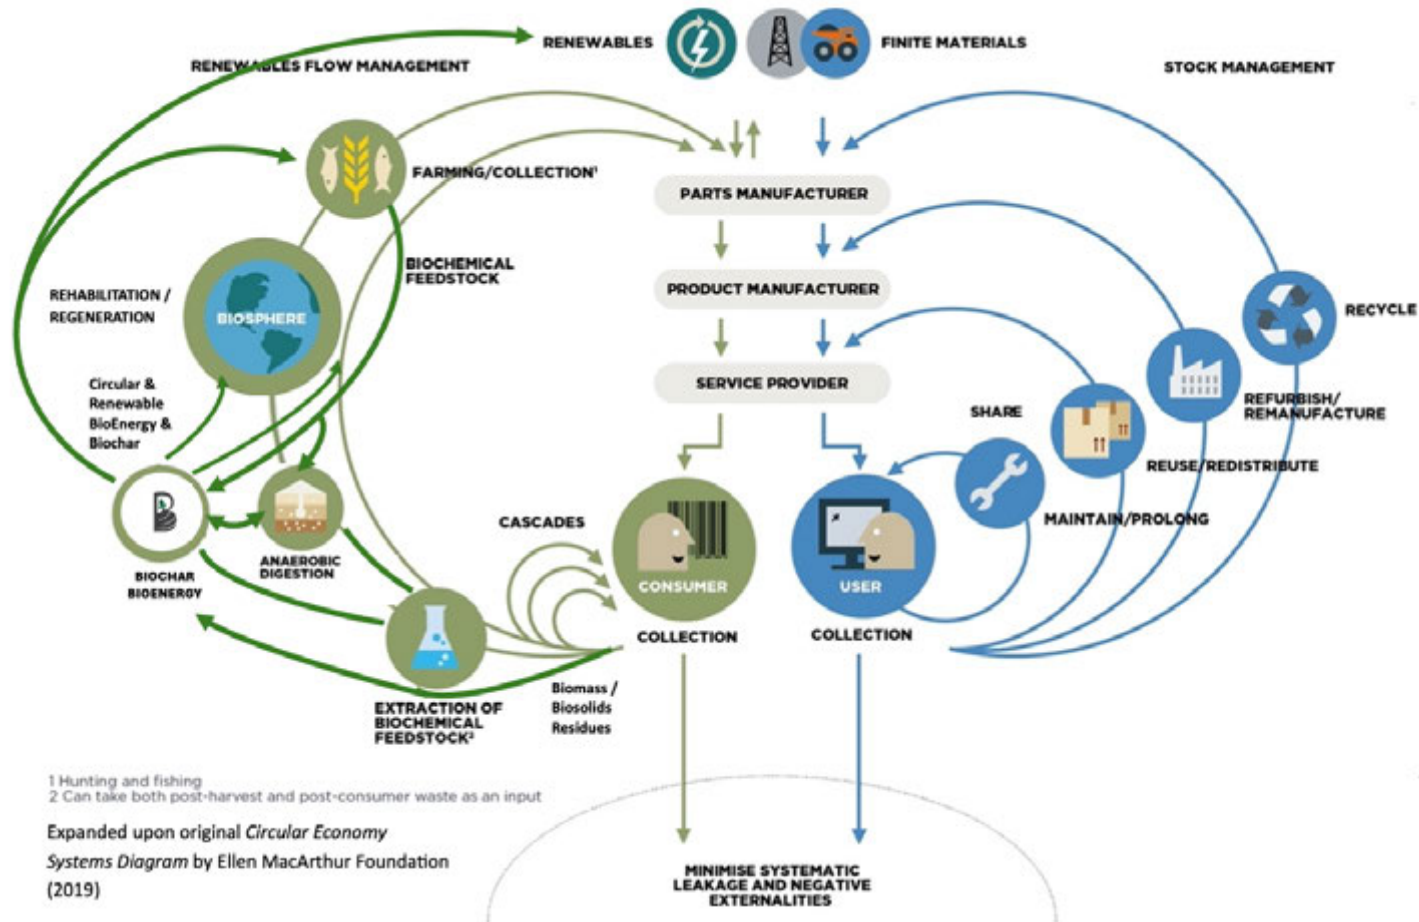 RENEWABLES
FINITE MATERIALS
RENEWABLES FLOW MANAGEMENT
STOCK MANAGEMENT
FARMING/COLLECTION¹
PARTS MANUFACTURER
BIOCHEMICAL
FEEDSTOCK
REHABILITATION /
REGENERATION
BIOSPHERE
PRODUCT MANUFACTURER
RECYCLE
Circular &
Renewable
BioEnergy &
Biochar
SERVICE PROVIDER
SHARE
REFURBISH/
REMANUFACTURE
REUSE/REDISTRIBUTE
MAINTAIN/PROLONG
CASCADES
B
ANAEROBIC
DIGESTION
BIOCHAR
BIOENERGY
CONSUMER
USER
COLLECTION
COLLECTION
EXTRACTION OF
BIOCHEMICAL
FEEDSTOCK²
Biomass /
Biosolids
Residues
1 Hunting and fishing
2 Can take both post-harvest and post-consumer waste as an input
Expanded upon original Circular Economy
Systems Diagram by Ellen MacArthur Foundation
(2019)
MINIMISE SYSTEMATIC
LEAKAGE AND NEGATIVE
EXTERNALITIES